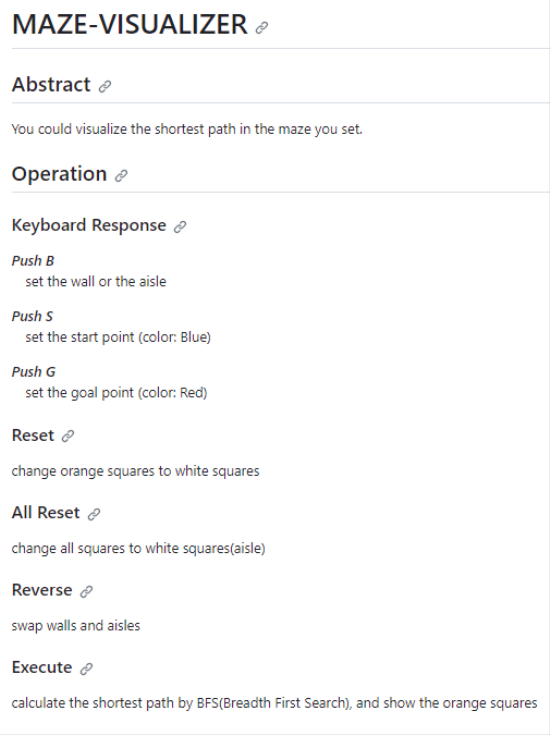 MAZE-VISUALIZER
Abstract
You could visualize the shortest path in the maze you set.
Operation
Keyboard Response
Push B
set the wall or the aisle
Push S
set the start point (color: Blue)
Push G
set the goal point (color: Red)
Reset
change orange squares to white squares
All Reset
change all squares to white squares(aisle)
Reverse
swap walls and aisles
Execute
calculate the shortest path by BFS(Breadth First Search), and show the orange squares